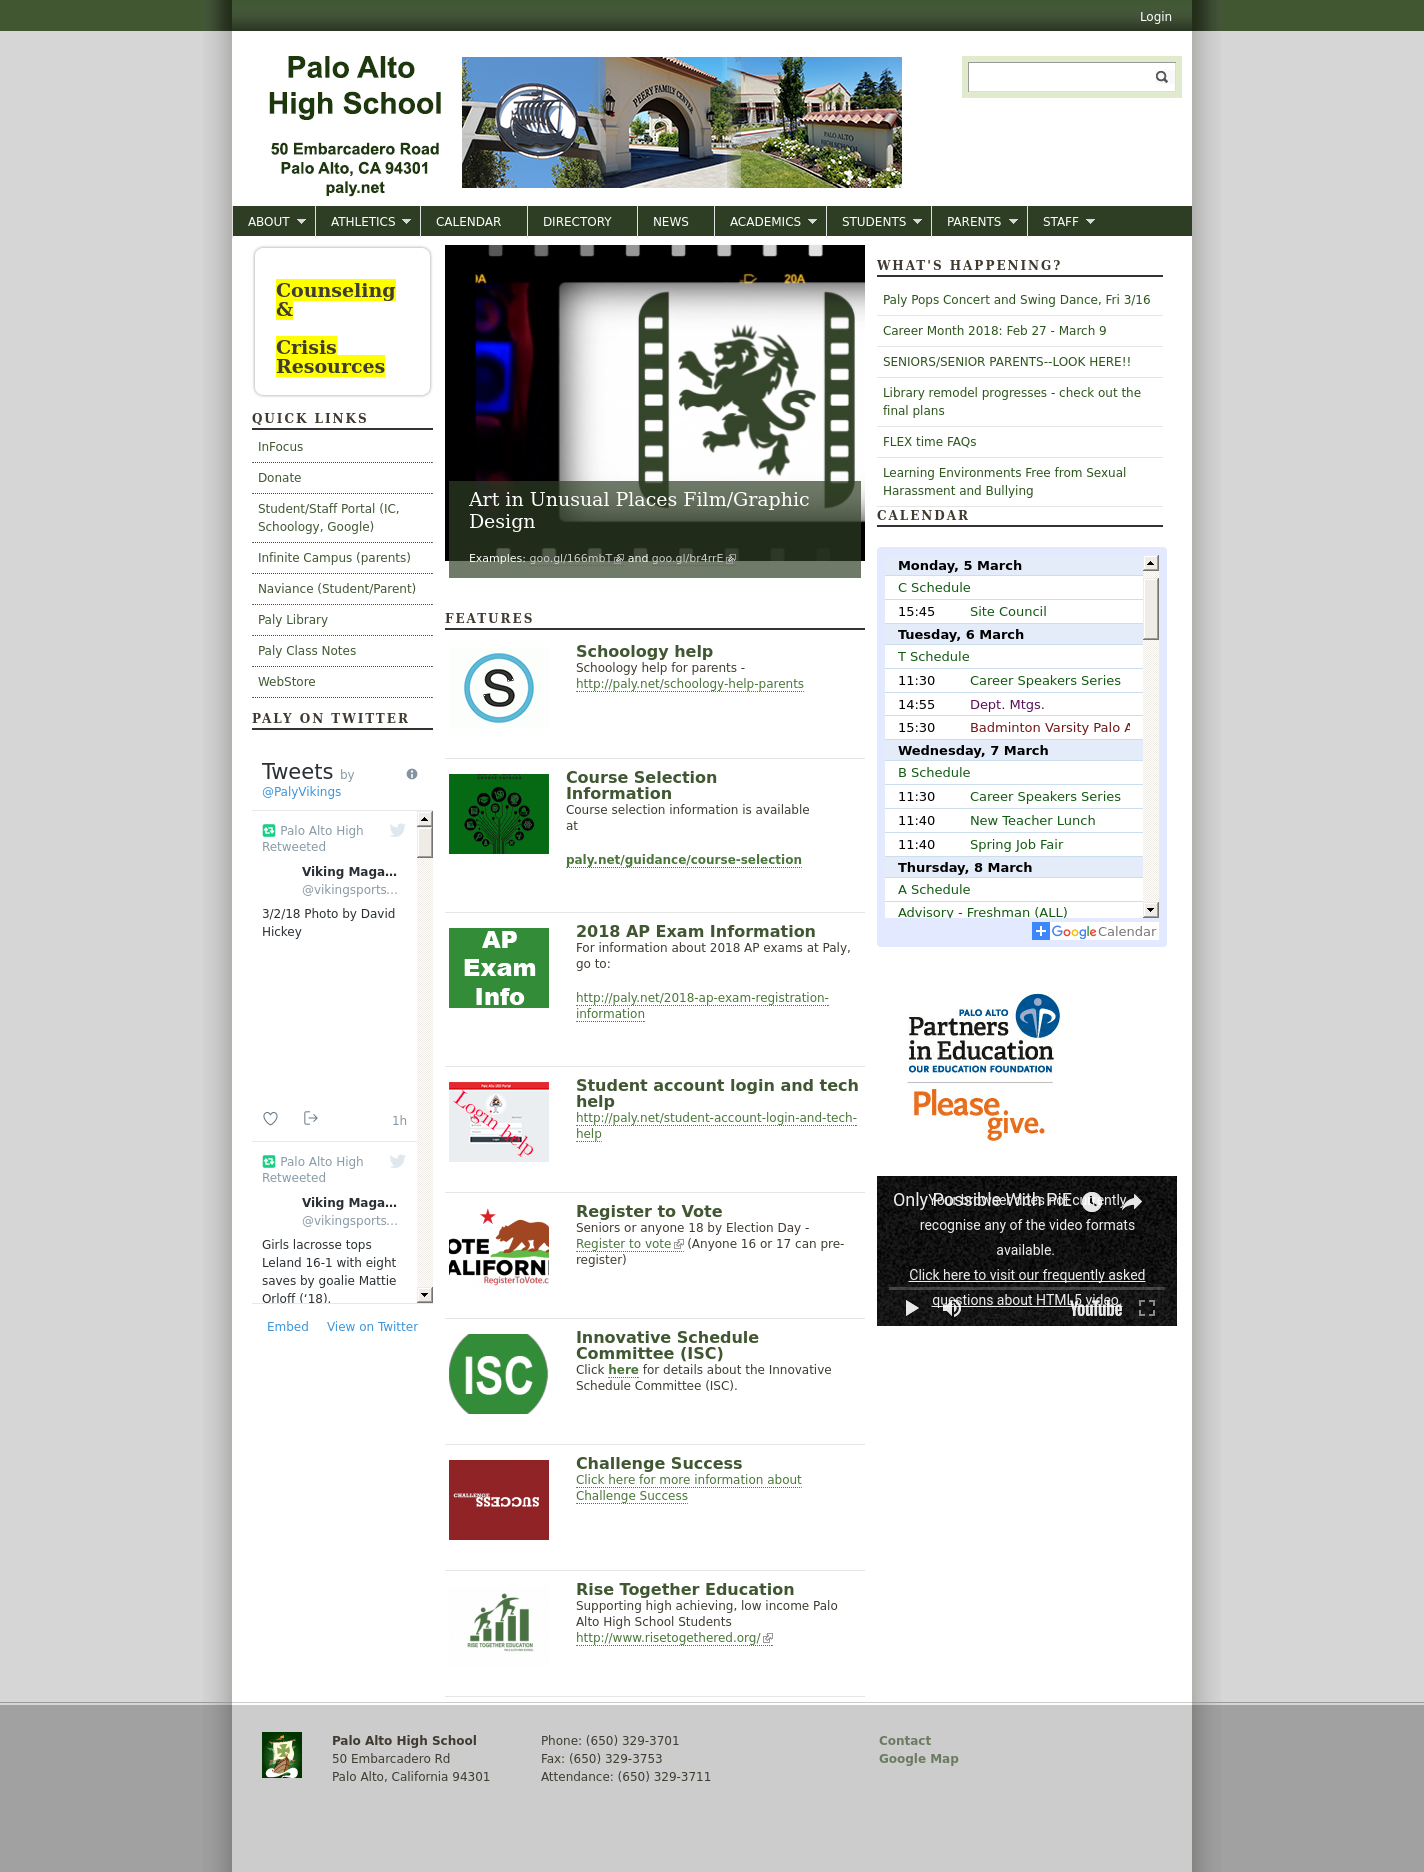 Login
Palo Alto
High School
50 Embarcadero Road
Palo Alto, CA 94301
paly.net
PEERY FAMILY CENTER
PALO ALTO
HIGH SCHOOL
ABOUT
ATHLETICS
CALENDAR
DIRECTORY
NEWS
ACADEMICS
STUDENTS
PARENTS
STAFF
Counseling
&
Crisis
Resources
QUICK LINKS
InFocus
Donate
Student/Staff Portal (IC,
Schoology, Google)
Infinite Campus (parents)
Naviance (Student/Parent)
Paly Library
Paly Class Notes
WebStore
PALY ON TWITTER
Tweets by
@PalyVikings
Palo Alto High
Retweeted
Viking Maga...
@vikingsports...
3/2/18 Photo by David
Hickey
1h
Palo Alto High
Retweeted
Viking Maga...
@vikingsports...
Girls lacrosse tops
Leland 16-1 with eight
saves by goalie Mattie
Orloff (‘18).
Embed
View on Twitter
20A
Art in Unusual Places Film/Graphic
Design
Examples: goo.gl/166mbT and goo.gl/br4rrE
FEATURES
S
Schoology help
Schoology help for parents -
http://paly.net/schoology-help-parents
Course Selection
Information
Course selection information is available
at
paly.net/guidance/course-selection
AP
Exam
Info
2018 AP Exam Information
For information about 2018 AP exams at Paly,
go to:
http://paly.net/2018-ap-exam-registration-
information
Login help
Student account login and tech
help
http://paly.net/student-account-login-and-tech-
help
OTE
ALIFORN
RegisterToVote.c
Register to Vote
Seniors or anyone 18 by Election Day -
Register to vote (Anyone 16 or 17 can pre-
register)
ISC
Innovative Schedule
Committee (ISC)
Click here for details about the Innovative
Schedule Committee (ISC).
CHALLENGE
SUCCESS
Challenge Success
Click here for more information about
Challenge Success
RISE TOGETHER EDUCATION
Rise Together Education
Supporting high achieving, low income Palo
Alto High School Students
http://www.risetogethered.org/
WHAT'S HAPPENING?
Paly Pops Concert and Swing Dance, Fri 3/16
Career Month 2018: Feb 27 - March 9
SENIORS/SENIOR PARENTS--LOOK HERE!!
Library remodel progresses - check out the
final plans
FLEX time FAQs
Learning Environments Free from Sexual
Harassment and Bullying
CALENDAR
Monday, 5 March
C Schedule
15:45 Site Council
Tuesday, 6 March
T Schedule
11:30 Career Speakers Series
14:55 Dept. Mtgs.
15:30 Badminton Varsity Palo A
Wednesday, 7 March
B Schedule
11:30 Career Speakers Series
11:40 New Teacher Lunch
11:40 Spring Job Fair
Thursday, 8 March
A Schedule
Advisory - Freshman (ALL)
Google Calendar
PALO ALTO
Partners
in Education
OUR EDUCATION FOUNDATION
Please
give.
Only Possible With PiE
Your browser does not currently
recognise any of the video formats
available.
Click here to visit our frequently asked
questions about HTML5 video.
YouTube
Palo Alto High School
50 Embarcadero Rd
Palo Alto, California 94301
Phone: (650) 329-3701
Fax: (650) 329-3753
Attendance: (650) 329-3711
Contact
Google Map